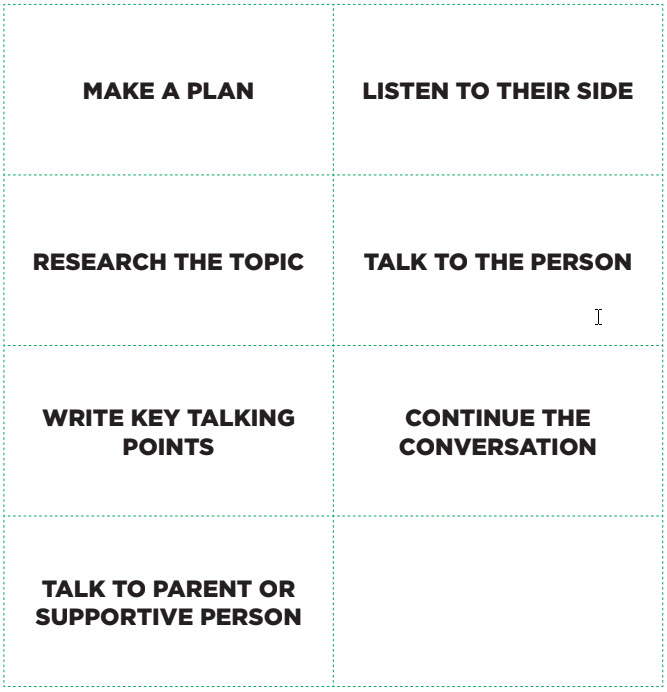 MAKE A PLAN
LISTEN TO THEIR SIDE
RESEARCH THE TOPIC
TALK TO THE PERSON
WRITE KEY TALKING
POINTS
CONTINUE THE
CONVERSATION
TALK TO PARENT OR
SUPPORTIVE PERSON